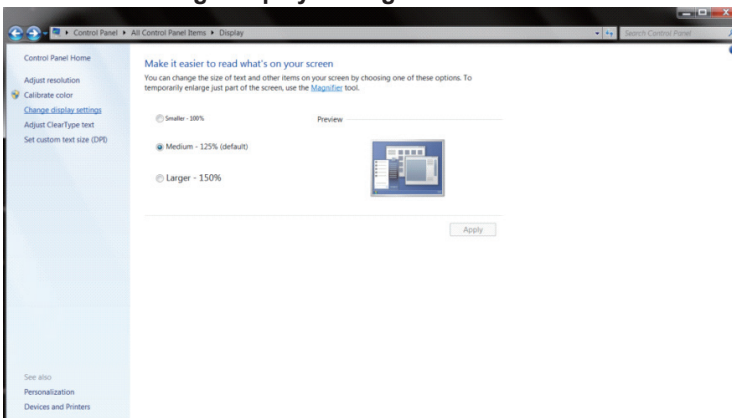 Control Panel ▸ All Control Panel Items ▸ Display
Search Control Panel
Control Panel Home
Adjust resolution
Calibrate color
Change display settings
Adjust ClearType text
Set custom text size (DPI)
Make it easier to read what's on your screen
You can change the size of text and other items on your screen by choosing one of these options. To
temporarily enlarge just part of the screen, use the Magnifier tool.
Smaller - 100%
Preview
Medium - 125% (default)
Larger - 150%
Apply
See also
Personalization
Devices and Printers